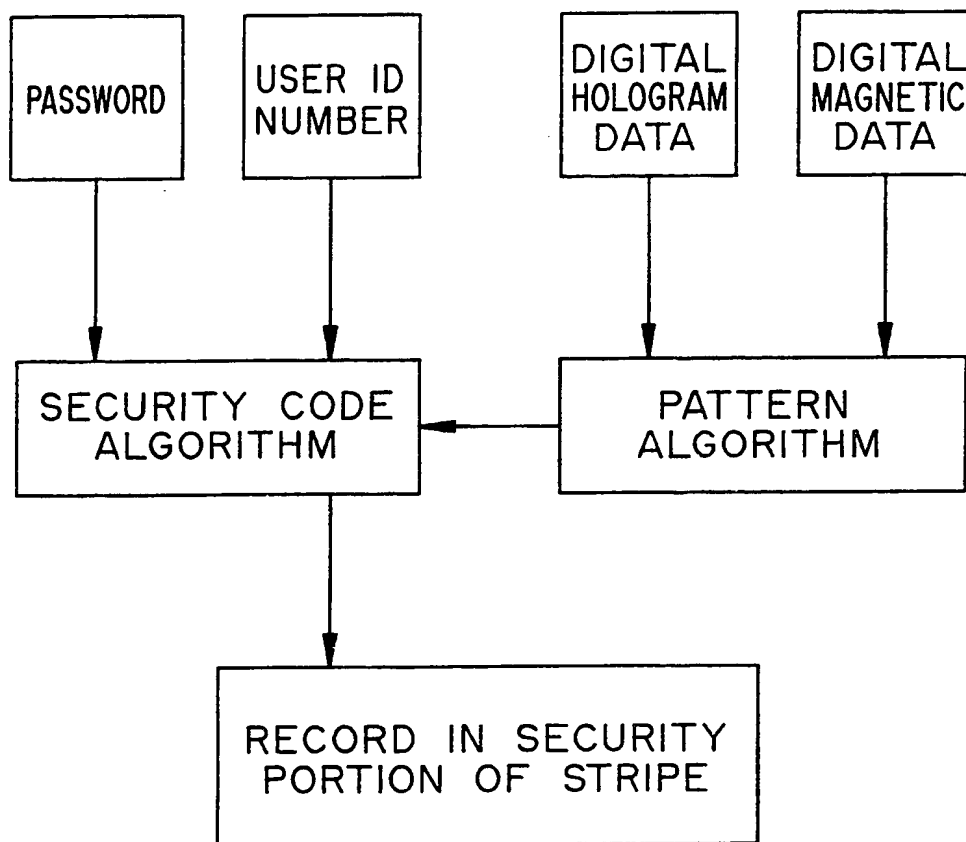 PASSWORD
USER ID
NUMBER
DIGITAL
HOLOGRAM
DATA
DIGITAL
MAGNETIC
DATA
SECURITY CODE
ALGORITHM
PATTERN
ALGORITHM
RECORD IN SECURITY
PORTION OF STRIPE